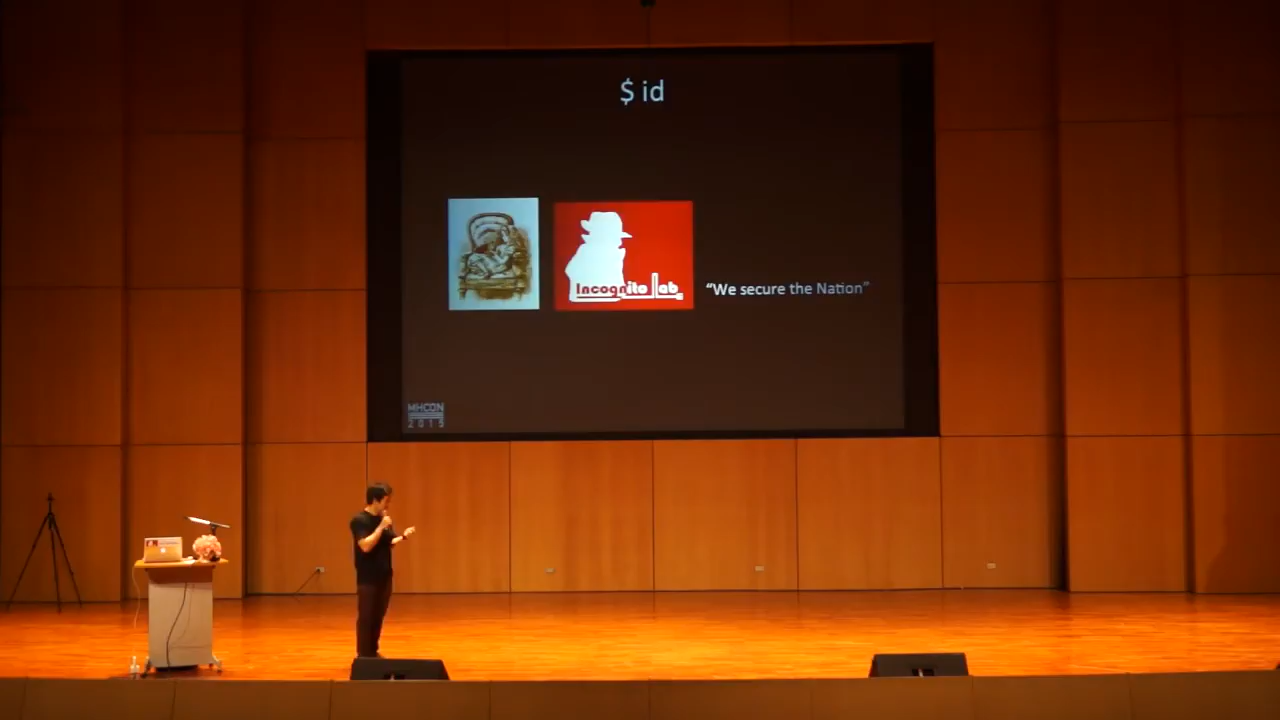 $ id
Incognito lab
“We secure the Nation”
MHCON
2015